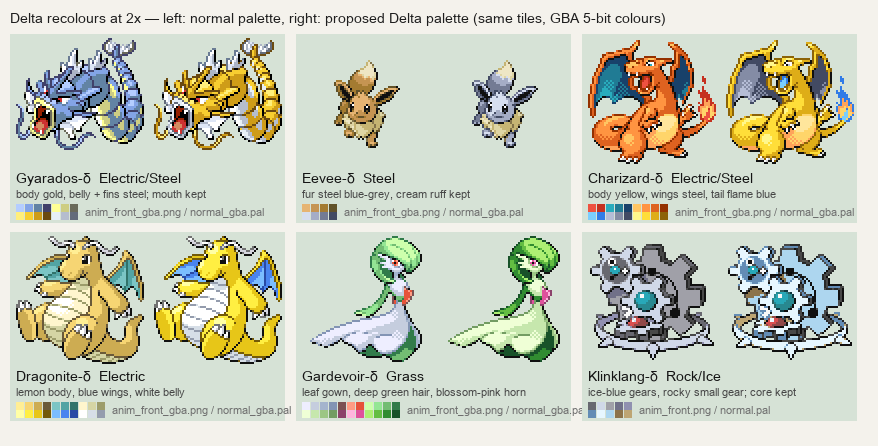 Delta recolours at 2x — left: normal palette, right: proposed Delta palette (same tiles, GBA 5-bit colours)
Gyarados-δ Electric/Steel
body gold, belly + fins steel; mouth kept
anim_front_gba.png / normal_gba.pal
Eevee-δ Steel
fur steel blue-grey, cream ruff kept
anim_front_gba.png / normal_gba.pal
Charizard-δ Electric/Steel
body yellow, wings steel, tail flame blue
anim_front_gba.png / normal_gba.pal
Dragonite-δ Electric
lemon body, blue wings, white belly
anim_front_gba.png / normal_gba.pal
Gardevoir-δ Grass
leaf gown, deep green hair, blossom-pink horn
anim_front_gba.png / normal_gba.pa
Klinklang-δ Rock/Ice
ice-blue gears, rocky small gear; core kept
anim_front.png / normal.pal